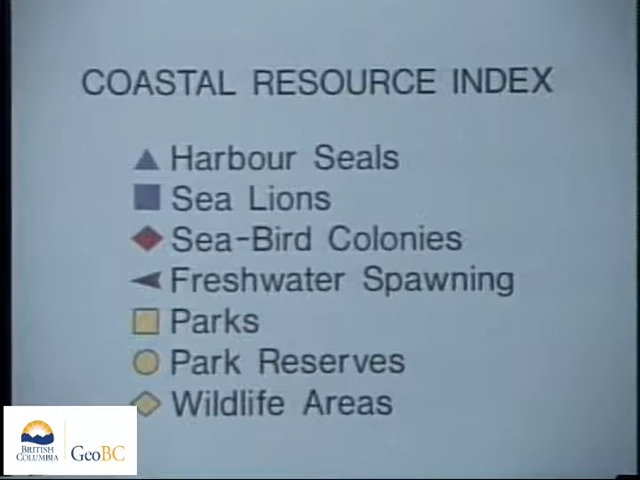 COASTAL RESOURCE INDEX
Harbour Seals
Sea Lions
Sea-Bird Colonies
Freshwater Spawning
Parks
Park Reserves
Wildlife Areas
BRITISH
COLUMBIA
GeoBC